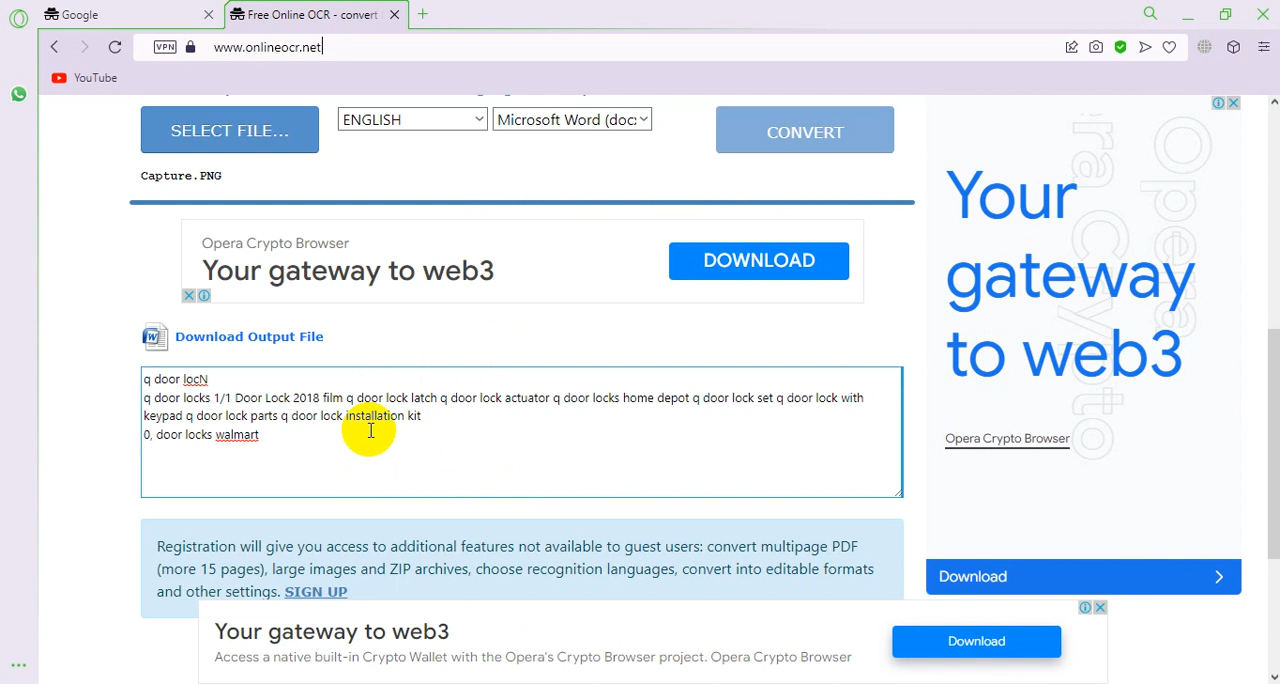 Google
Free Online OCR - convert
VPN
www.onlineocr.net
YouTube
SELECT FILE...
ENGLISH
Microsoft Word (doc
CONVERT
Capture.PNG
Opera Crypto Browser
Your gateway to web3
DOWNLOAD
Download Output File
q door locN
q door locks 1/1 Door Lock 2018 film q door lock latch q door lock actuator q door locks home depot q door lock set q door lock with
keypad q door lock parts q door lock installation kit
0, door locks walmart
Registration will give you access to additional features not available to guest users: convert multipage PDF
(more 15 pages), large images and ZIP archives, choose recognition languages, convert into editable formats
and other settings. SIGN UP
Your
gateway
to web3
Opera Crypto
Opera Crypto Browser
Download
Your gateway to web3
Access a native built-in Crypto Wallet with the Opera's Crypto Browser project. Opera Crypto Browser
Download